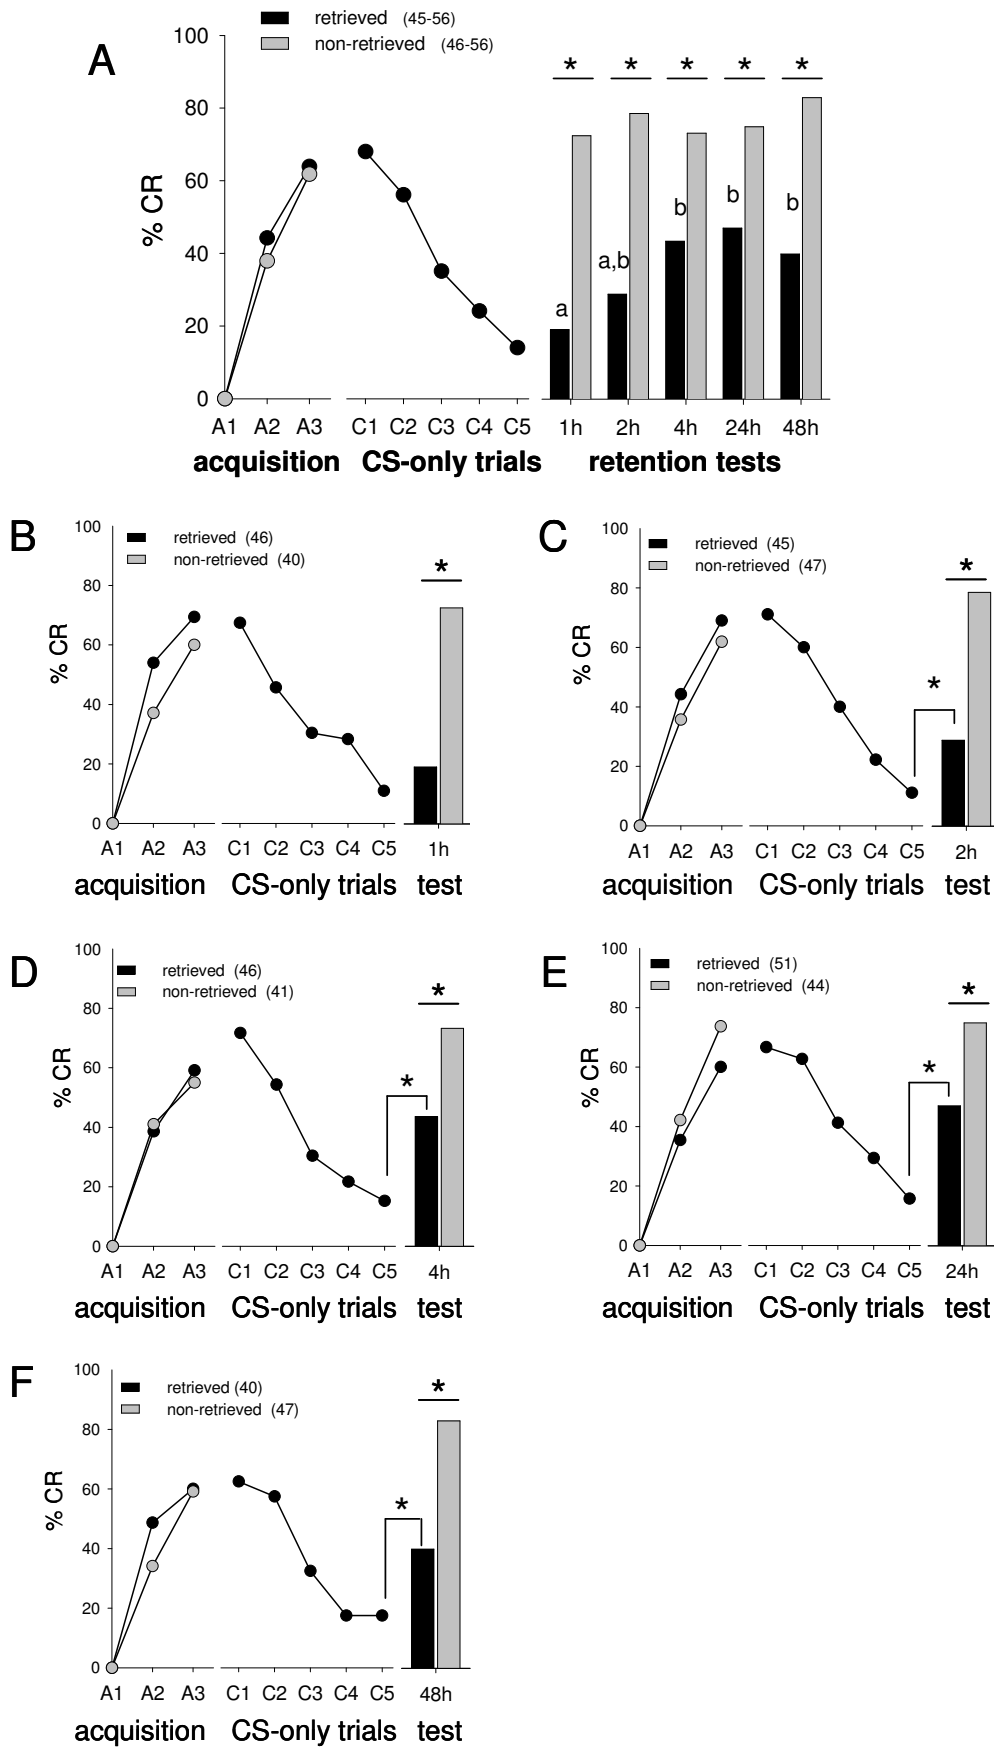 A
retrieved (45-56)
non-retrieved (46-56)
% CR
100
80
60
40
20
0
* * * * *
a a,b b b b
A1 A2 A3 C1 C2 C3 C4 C5 1h 2h 4h 24h 48h
acquisition CS-only trials retention tests
B
retrieved (46)
non-retrieved (40)
% CR
100
80
60
40
20
0
*
A1 A2 A3 C1 C2 C3 C4 C5 1h
acquisition CS-only trials test
C
retrieved (45)
non-retrieved (47)
% CR
100
80
60
40
20
0
*
*
A1 A2 A3 C1 C2 C3 C4 C5 2h
acquisition CS-only trials test
D
retrieved (46)
non-retrieved (41)
% CR
100
80
60
40
20
0
*
*
A1 A2 A3 C1 C2 C3 C4 C5 4h
acquisition CS-only trials test
E
retrieved (51)
non-retrieved (44)
% CR
100
80
60
40
20
0
*
*
A1 A2 A3 C1 C2 C3 C4 C5 24h
acquisition CS-only trials test
F
retrieved (40)
non-retrieved (47)
% CR
100
80
60
40
20
0
*
*
A1 A2 A3 C1 C2 C3 C4 C5 48h
acquisition CS-only trials test